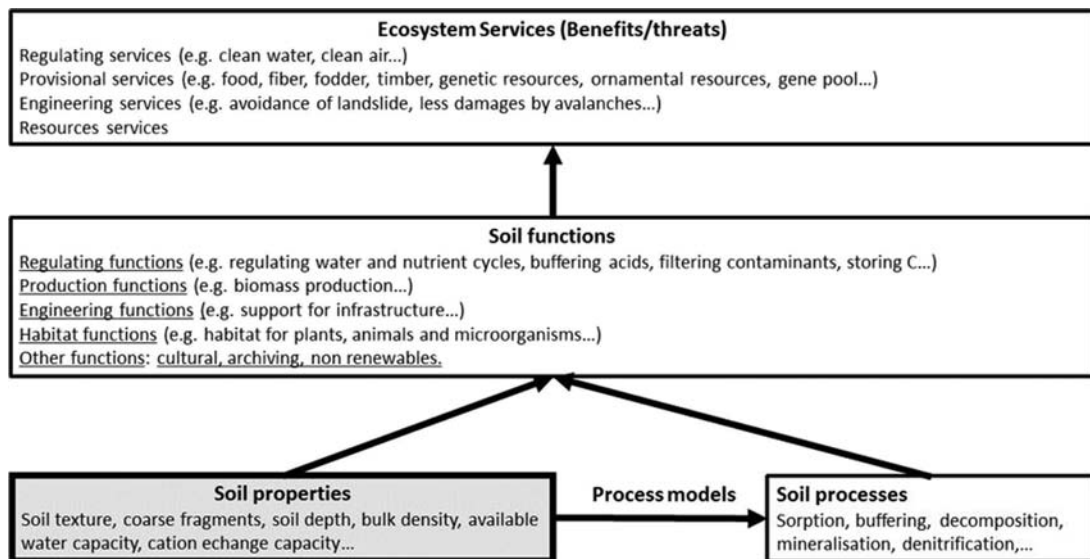 Ecosystem Services (Benefits/threats)
Regulating services (e.g. clean water, clean air...)
Provisional services (e.g. food, fiber, fodder, timber, genetic resources, ornamental resources, gene pool...)
Engineering services (e.g. avoidance of landslide, less damages by avalanches...)
Resources services
Soil functions
Regulating functions (e.g. regulating water and nutrient cycles, buffering acids, filtering contaminants, storing C...)
Production functions (e.g. biomass production...)
Engineering functions (e.g. support for infrastructure...)
Habitat functions (e.g. habitat for plants, animals and microorganisms...)
Other functions: cultural, archiving, non renewables.
Soil properties
Soil texture, coarse fragments, soil depth, bulk density, available
water capacity, cation echange capacity...
Process models
Soil processes
Sorption, buffering, decomposition,
mineralisation, denitrification,...